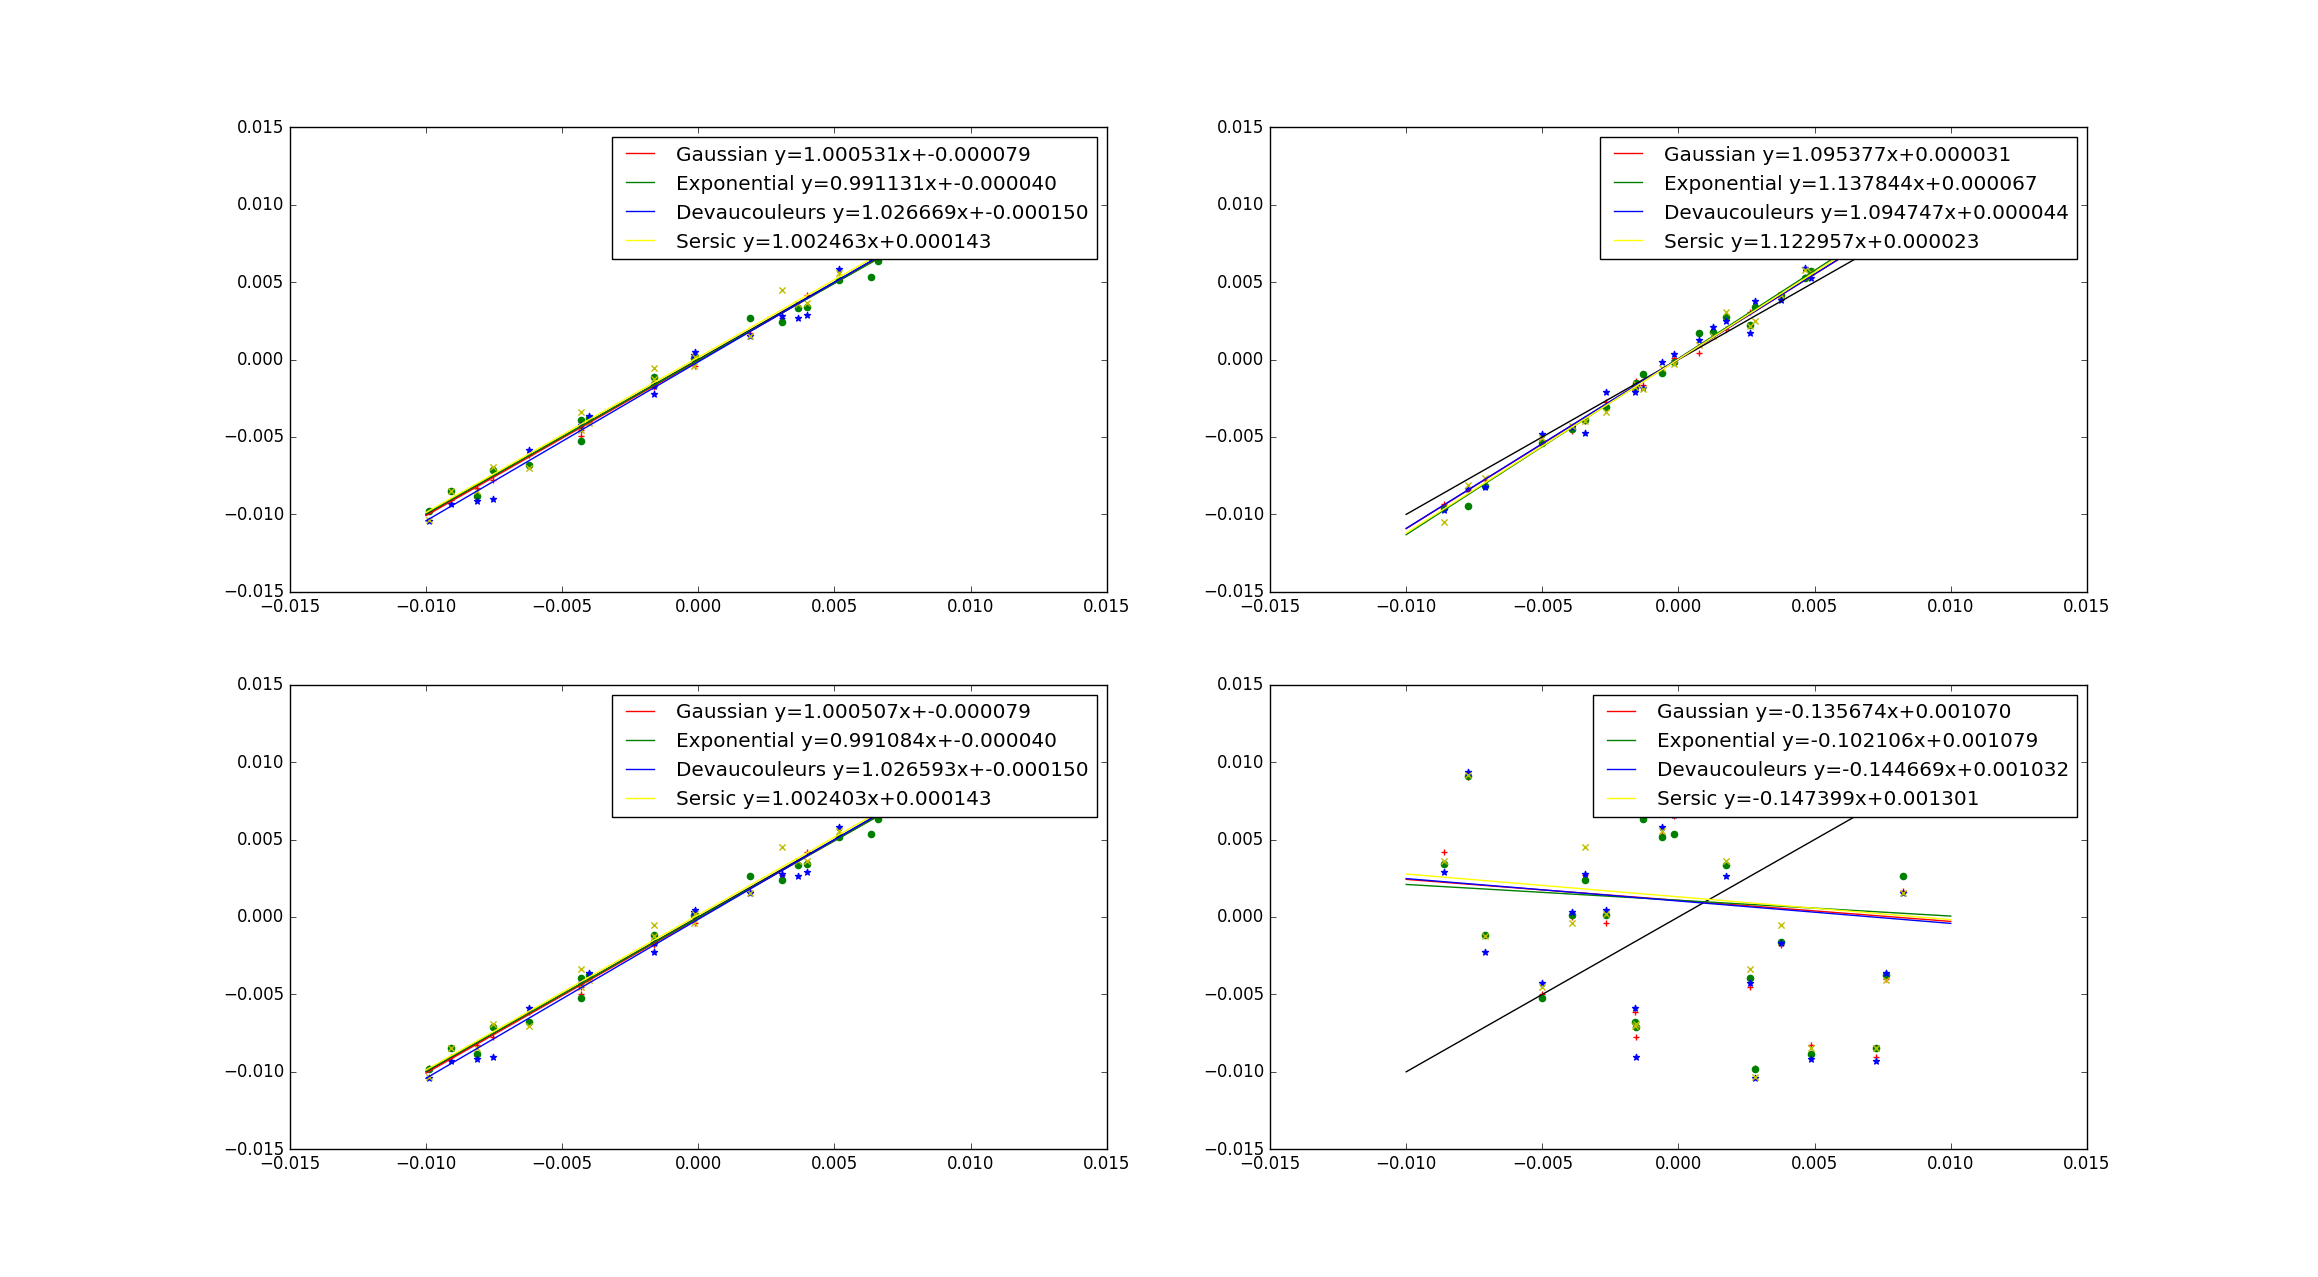 0.015
0.010
0.005
0.000
−0.005
−0.010
−0.015
−0.015 −0.010 −0.005 0.000 0.005 0.010 0.015
Gaussian y=1.000531x+-0.000079
Exponential y=0.991131x+-0.000040
Devaucouleurs y=1.026669x+-0.000150
Sersic y=1.002463x+0.000143
0.015
0.010
0.005
0.000
−0.005
−0.010
−0.015
−0.015 −0.010 −0.005 0.000 0.005 0.010 0.015
Gaussian y=1.095377x+0.000031
Exponential y=1.137844x+0.000067
Devaucouleurs y=1.094747x+0.000044
Sersic y=1.122957x+0.000023
0.015
0.010
0.005
0.000
−0.005
−0.010
−0.015
−0.015 −0.010 −0.005 0.000 0.005 0.010 0.015
Gaussian y=1.000507x+-0.000079
Exponential y=0.991084x+-0.000040
Devaucouleurs y=1.026593x+-0.000150
Sersic y=1.002403x+0.000143
0.015
0.010
0.005
0.000
−0.005
−0.010
−0.015
−0.015 −0.010 −0.005 0.000 0.005 0.010 0.015
Gaussian y=-0.135674x+0.001070
Exponential y=-0.102106x+0.001079
Devaucouleurs y=-0.144669x+0.001032
Sersic y=-0.147399x+0.001301